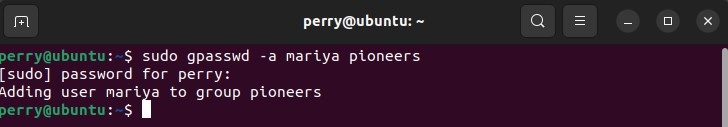 perry@ubuntu: ~
perry@ubuntu:~$ sudo gpasswd -a mariya pioneers
[sudo] password for perry:
Adding user mariya to group pioneers
perry@ubuntu:~$